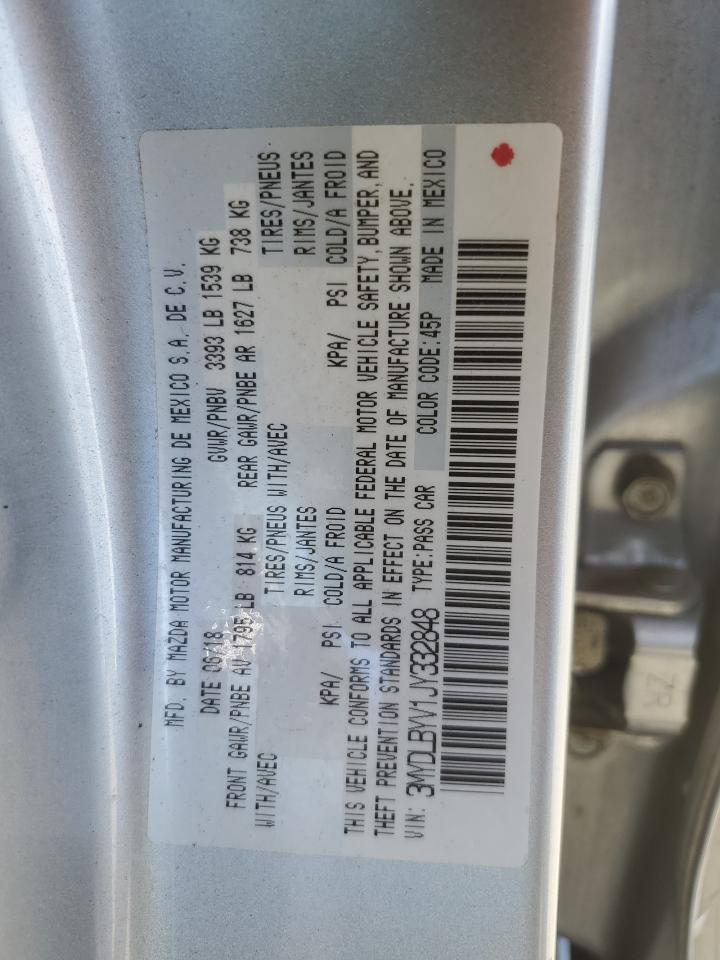 MFD. BY MAZDA MOTOR MANUFACTURING DE MEXICO S.A. DE C.V.
DATE 06/18 GVWR/PNBV 3393 LB 1539 KG
FRONT GAWR/PNBE AV 1795 LB 814 KG REAR GAWR/PNBE AR 1627 LB 738 KG
WITH/AVEC TIRES/PNEUS WITH/AVEC TIRES/PNEUS
RIMS/JANTES RIMS/JANTES
KPA/ PSI COLD/A FROID KPA/ PSI COLD/A FROID
THIS VEHICLE CONFORMS TO ALL APPLICABLE FEDERAL MOTOR VEHICLE SAFETY,BUMPER,AND
THEFT PREVENTION STANDARDS IN EFFECT ON THE DATE OF MANUFACTURE SHOWN ABOVE.
VIN: 3MYDLBYV1JY332848 TYPE:PASS CAR COLOR CODE:45P MADE IN MEXICO
ZR